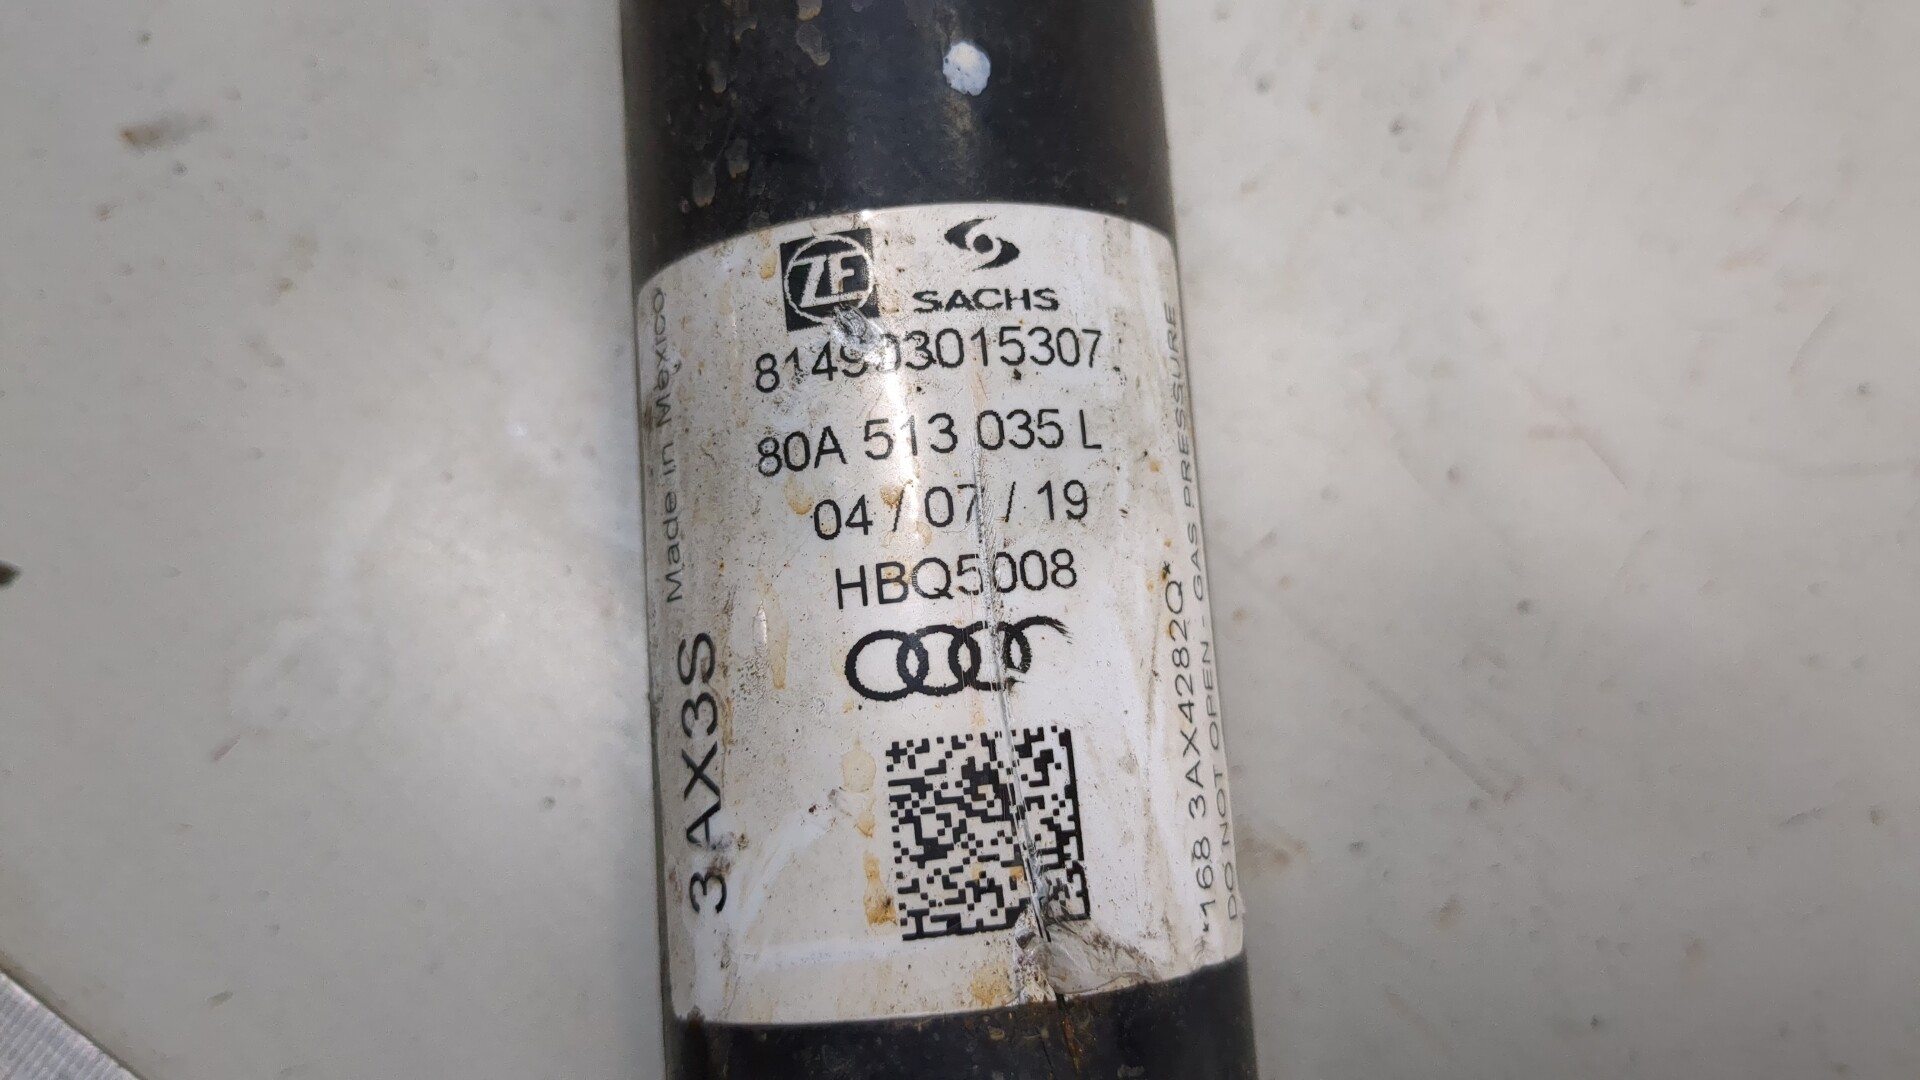 ZF
SACHS
814903015307
80A 513 035 L
04 / 07 / 19
HBQ5008
Made in Mexico
3AX3S
*168 3AX4282Q*
DO NOT OPEN - GAS PRESSURE